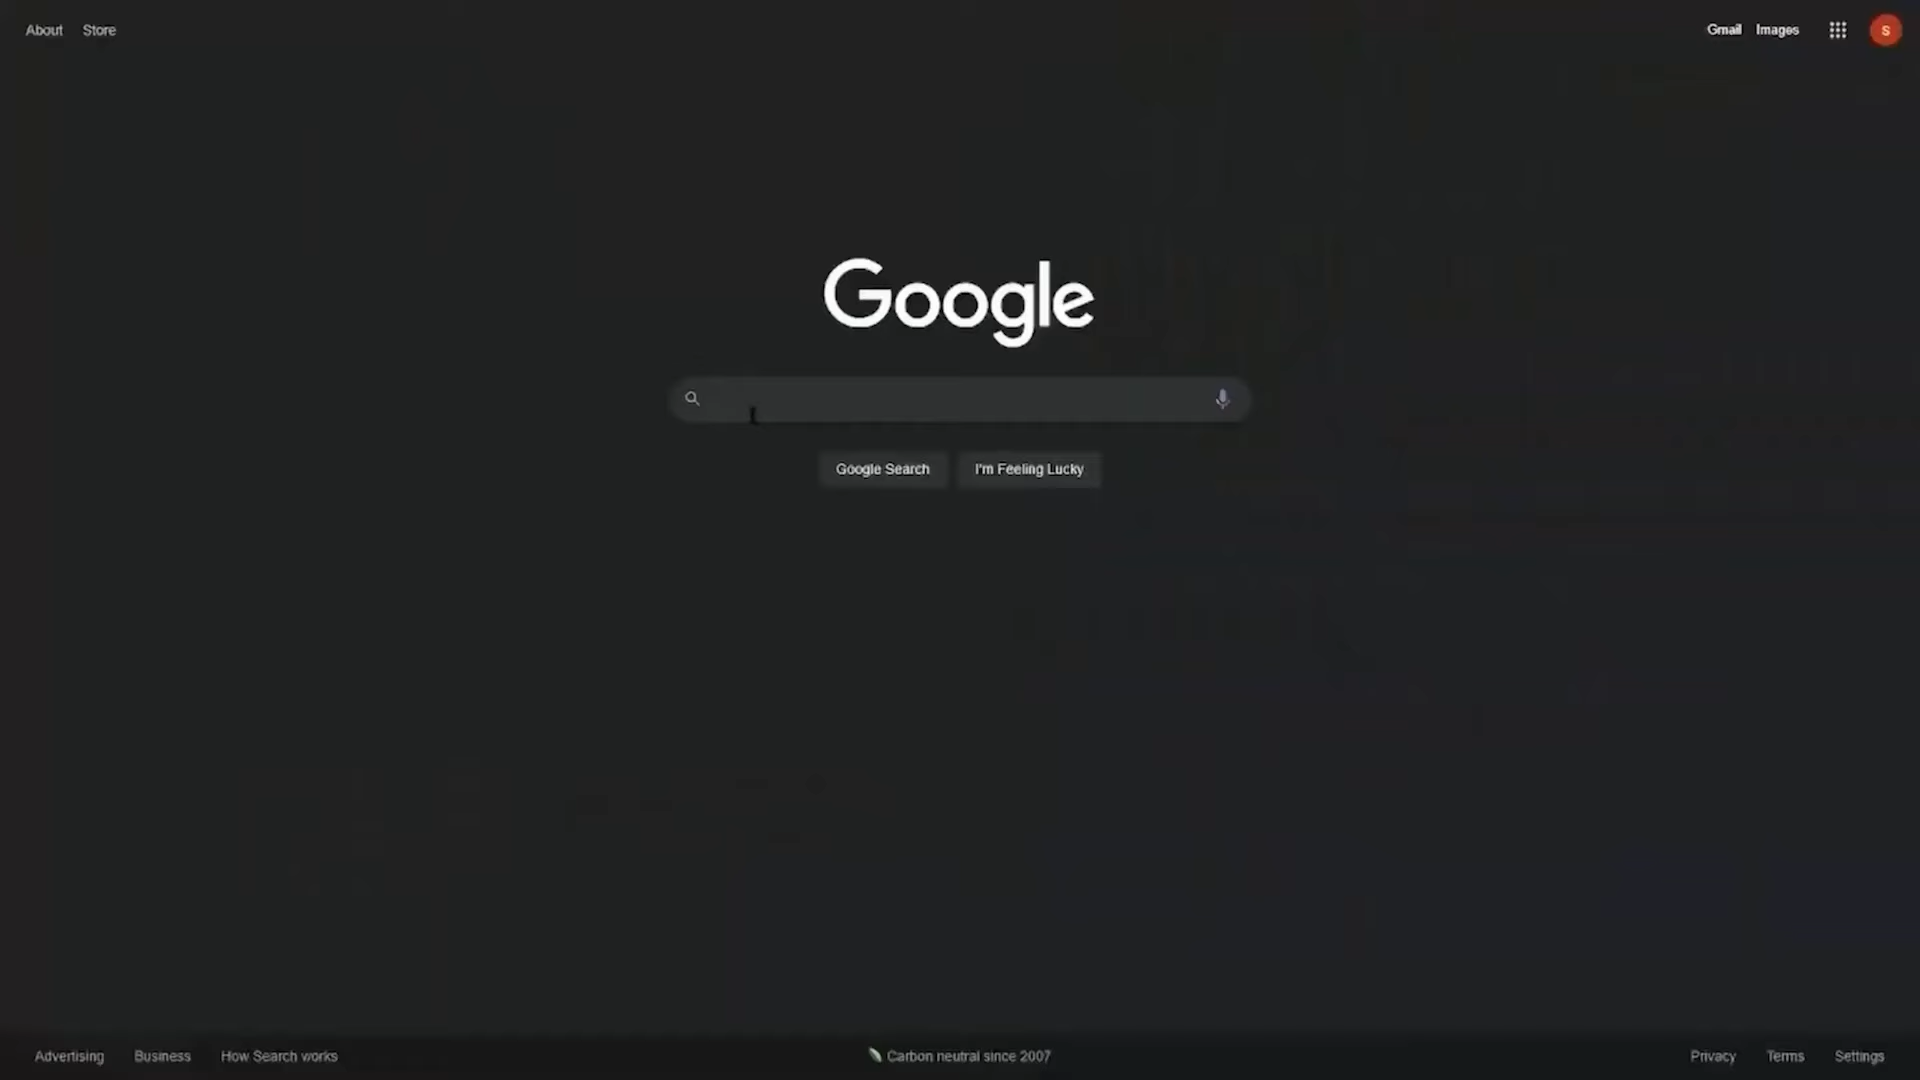 About Store
Gmail Images
S
Google
Google Search I'm Feeling Lucky
Advertising Business How Search works
Carbon neutral since 2007
Privacy Terms Settings